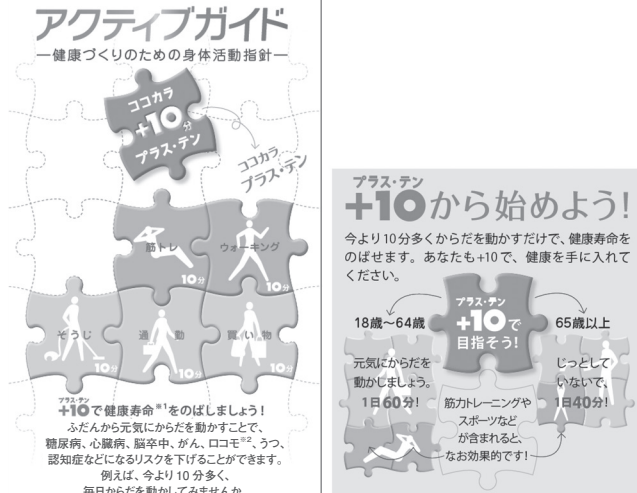 アクティブガイド
―健康づくりのための身体活動指針―
ココカラ
+10分
プラス・テン
ココカラ
プラス・テン
筋トレ
10分
ウォーキング
10分
そうじ
10分
通勤
10分
買い物
10分
プラス・テン
+10で健康寿命※1をのばしましょう!
ふだんから元気にからだを動かすことで、
糖尿病、心臓病、脳卒中、がん、ロコモ※2、うつ、
認知症などになるリスクを下げることができます。
例えば、今より10分多く、
毎日からだを動かしてみませんか
プラス・テン
+10から始めよう!
今より10分多くからだを動かすだけで、健康寿命を
のばせます。あなたも+10で、健康を手に入れて
ください。
プラス・テン
+10で
目指そう!
18歳~64歳
元気にからだを
動かしましょう。
1日60分!
65歳以上
じっとして
いないで、
1日40分!
筋力トレーニングや
スポーツなど
が含まれると、
なお効果的です!